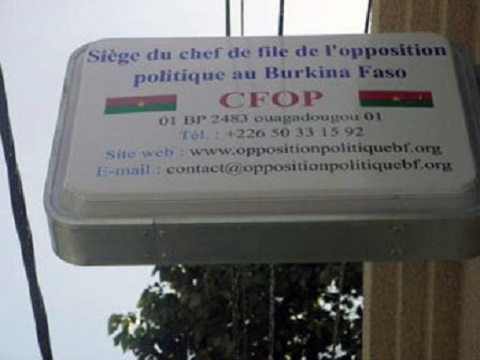 Siège du chef de file de l'opposition
politique au Burkina Faso
CFOP
01 BP 2483 ouagadougou 01
Tél. : +226 50 33 15 92
Site web : www.oppositionpolitiquebf.org
E-mail : contact@oppositionpolitiquebf.org